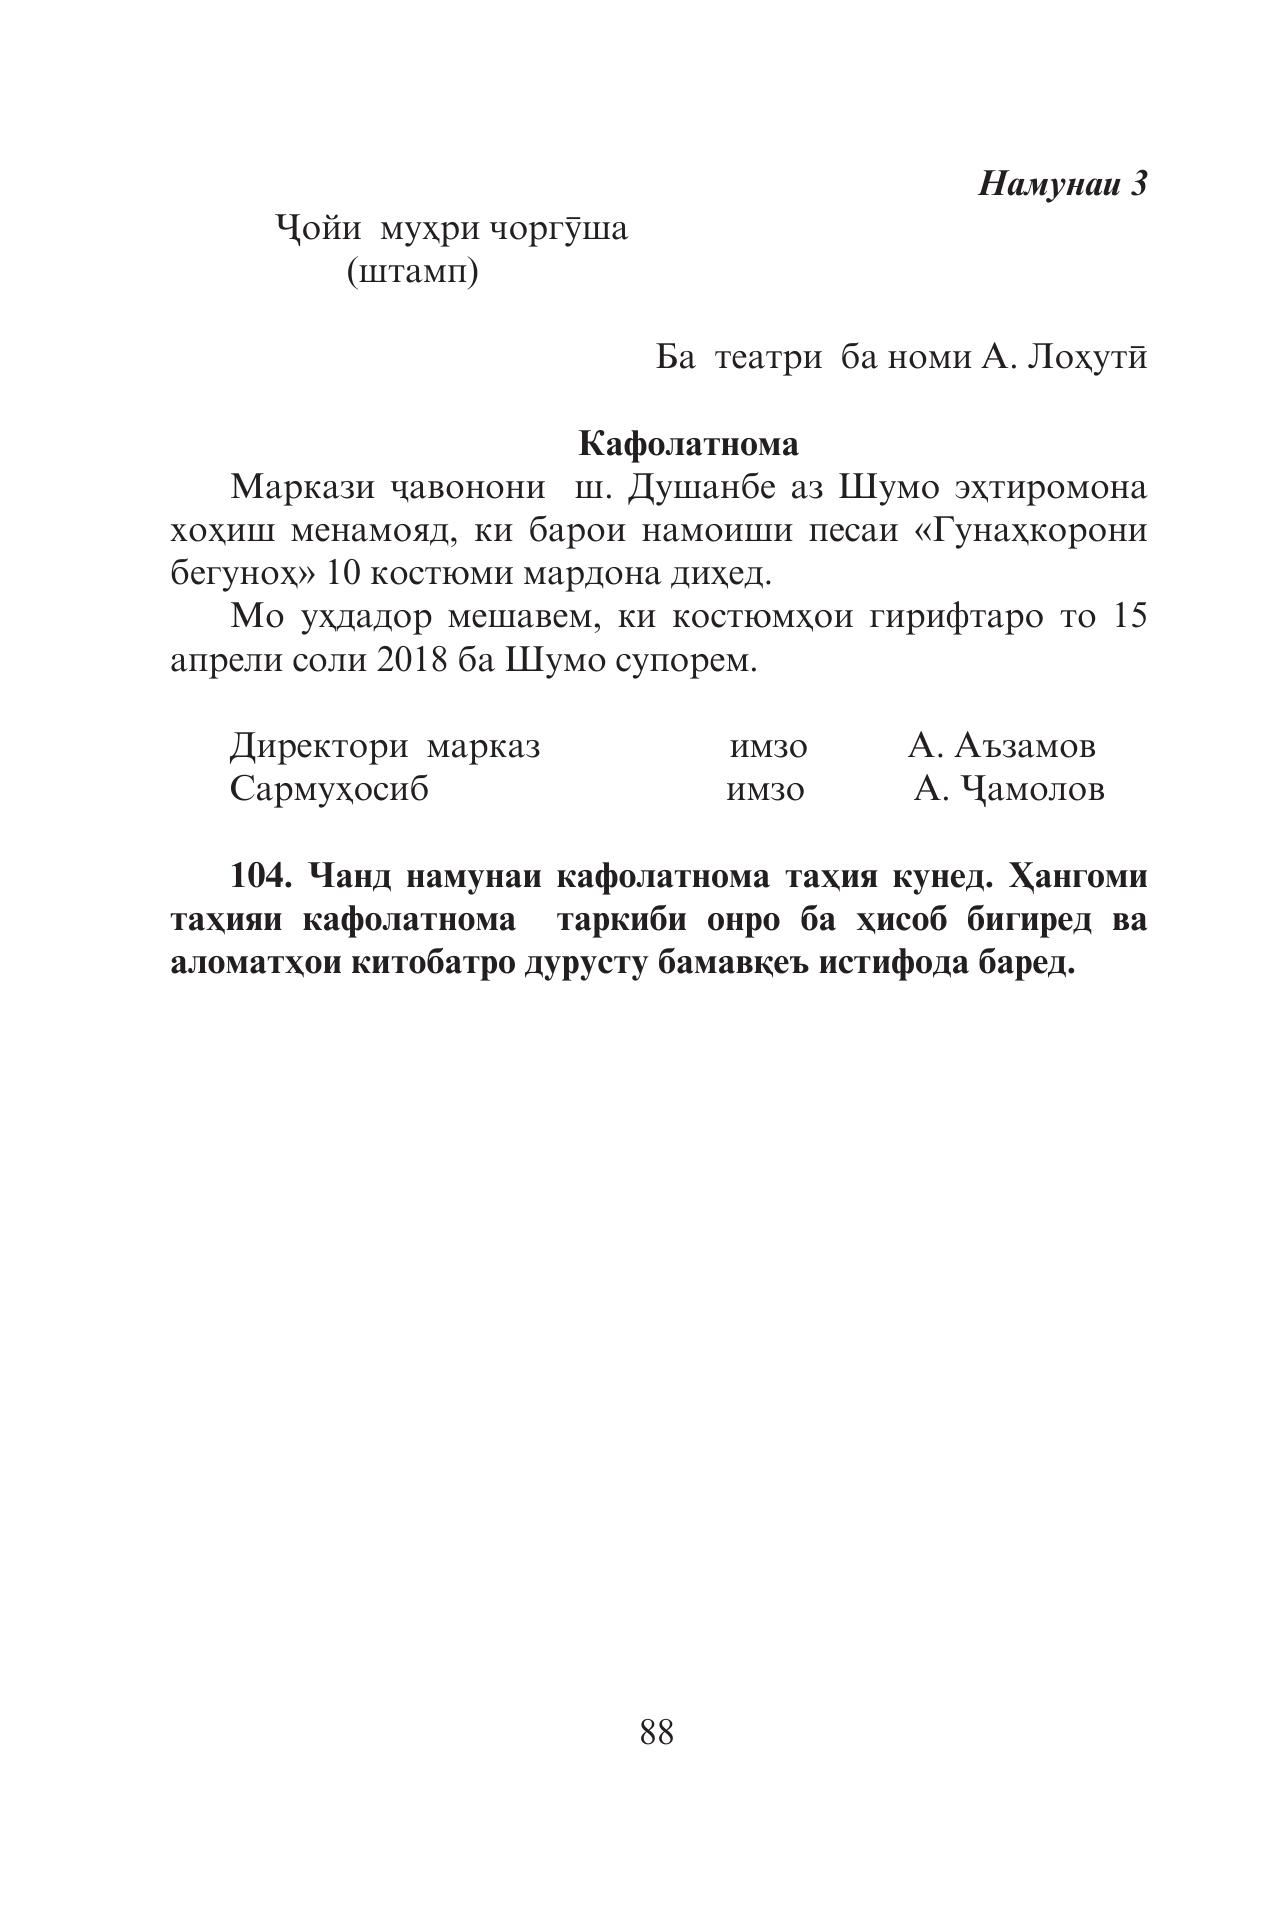 Намунаи 3
Ҷойи муҳри чоргӯша
(штамп)
Ба театри ба номи А. Лоҳутӣ
Кафолатнома
Маркази ҷавонони ш. Душанбе аз Шумо эҳтиромона
хоҳиш менамояд, ки барои намоиши песаи «Гунаҳкорони
бегуноҳ» 10 костюми мардона диҳед.
Мо уҳдадор мешавем, ки костюмҳои гирифтаро то 15
апрели соли 2018 ба Шумо супорем.
Директори марказ имзо А. Аъзамов
Сармуҳосиб имзо А. Ҷамолов
104. Чанд намунаи кафолатнома таҳия кунед. Ҳангоми
таҳияи кафолатнома таркиби онро ба ҳисоб бигиред ва
аломатҳои китобатро дурусту бамавқеъ истифода баред.
88